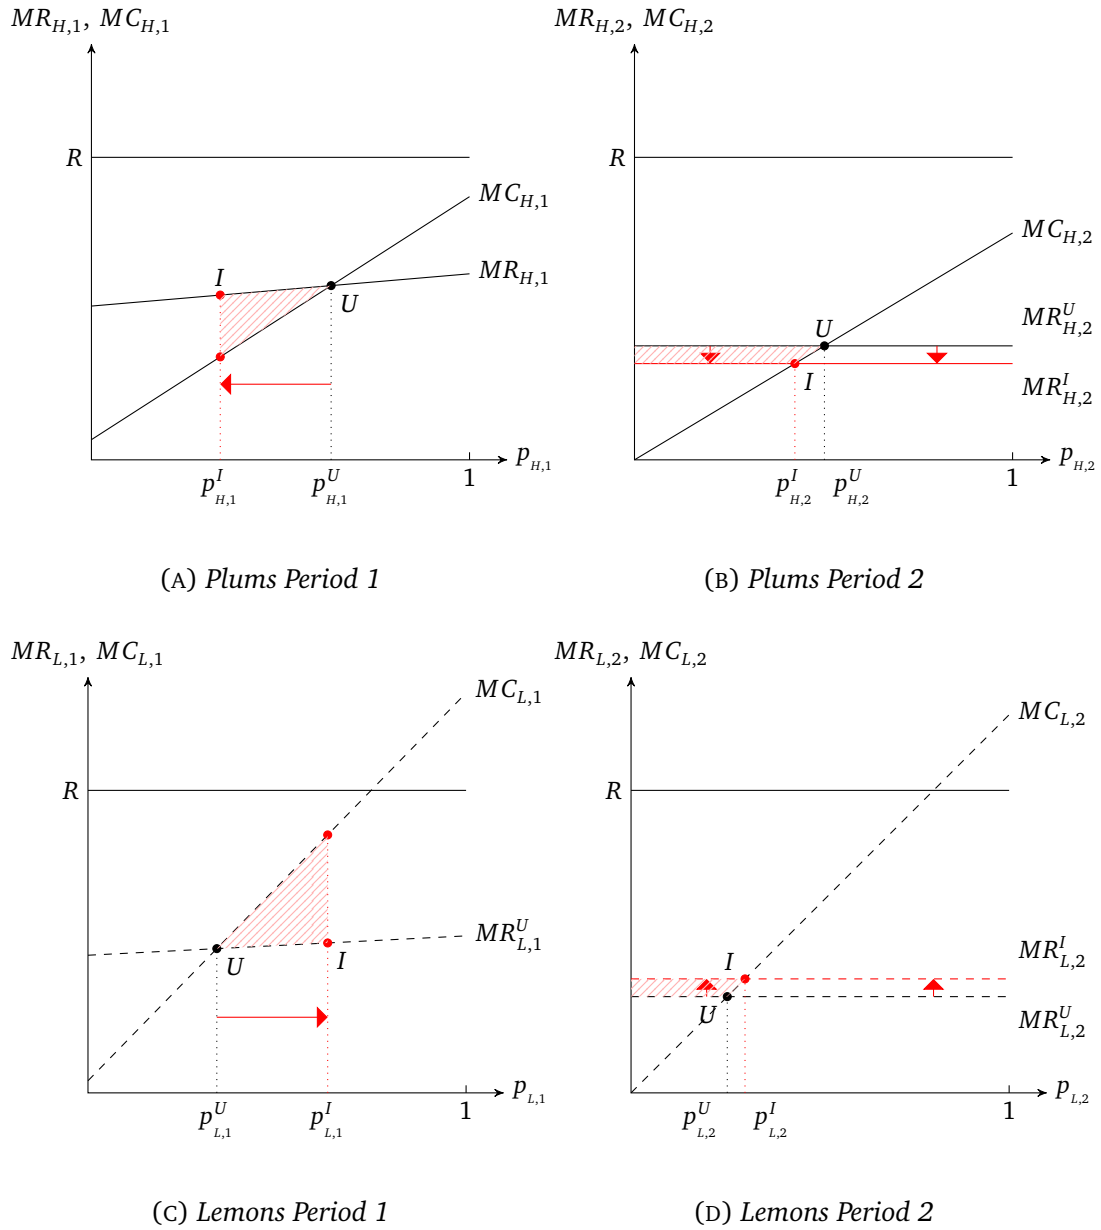 MR_{H,1}, MC_{H,1}
R
MC_{H,1}
MR_{H,1}
I
U
p^I_{H,1}
p^U_{H,1}
1
p_{H,1}
(A) Plums Period 1
MR_{H,2}, MC_{H,2}
R
MC_{H,2}
MR^U_{H,2}
U
I
MR^I_{H,2}
p^I_{H,2}
p^U_{H,2}
1
p_{H,2}
(B) Plums Period 2
MR_{L,1}, MC_{L,1}
MC_{L,1}
R
MR^U_{L,1}
U
I
p^U_{L,1}
p^I_{L,1}
1
p_{L,1}
(C) Lemons Period 1
MR_{L,2}, MC_{L,2}
MC_{L,2}
R
MR^I_{L,2}
I
U
MR^U_{L,2}
p^U_{L,2}
p^I_{L,2}
1
p_{L,2}
(D) Lemons Period 2